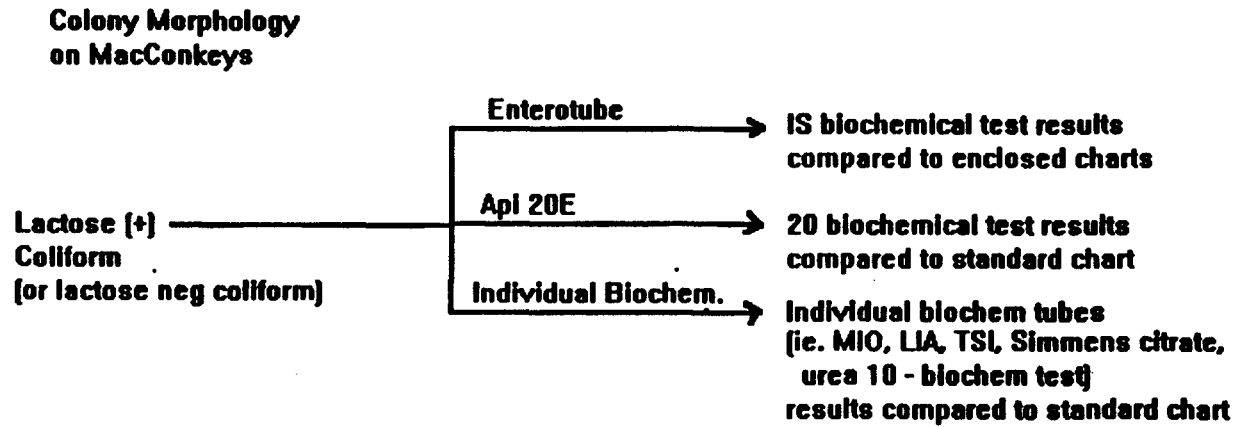 Colony Morphology
on MacConkeys
Enterotube
IS biochemical test results
compared to enclosed charts
Api 20E
Lactose (+)
Coliform
(or lactose neg coliform)
20 biochemical test results
compared to standard chart
Individual Biochem.
Individual biochem tubes
(ie. MIO, LIA, TSI, Simmens citrate,
urea 10 - biochem test)
results compared to standard chart